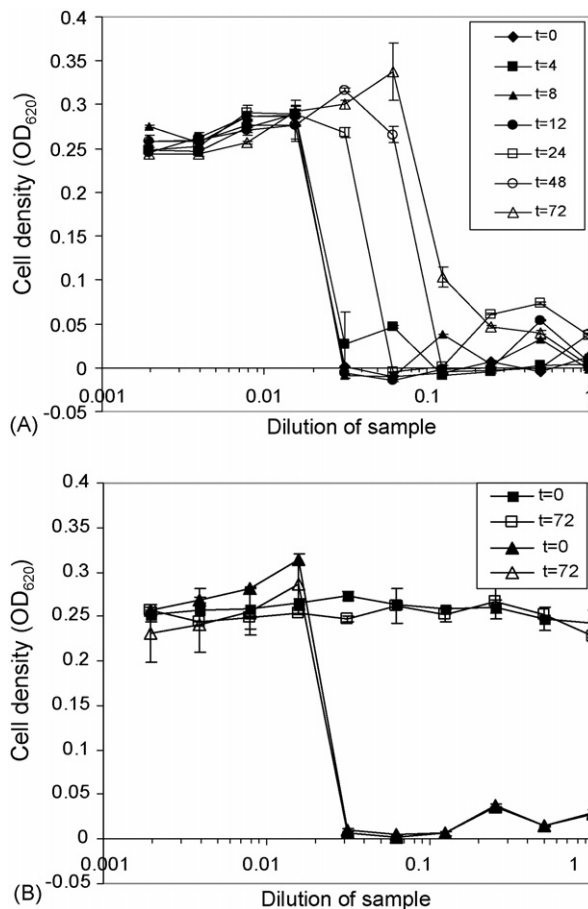 0.4
0.35
0.3
0.25
0.2
0.15
0.1
0.05
0
-0.05
Cell density (OD620)
t=0
t=4
t=8
t=12
t=24
t=48
t=72
0.001
0.01
0.1
1
(A)
Dilution of sample
0.4
0.35
0.3
0.25
0.2
0.15
0.1
0.05
0
-0.05
Cell density (OD620)
t=0
t=72
t=0
t=72
0.001
0.01
0.1
1
(B)
Dilution of sample